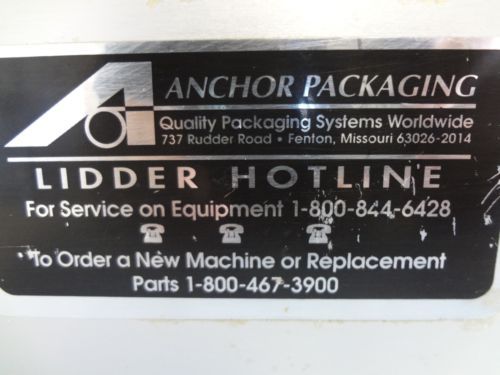 ANCHOR PACKAGING
Quality Packaging Systems Worldwide
737 Rudder Road • Fenton, Missouri 63026-2014
LIDDER HOTLINE
For Service on Equipment 1-800-844-6428
To Order a New Machine or Replacement
Parts 1-800-467-3900